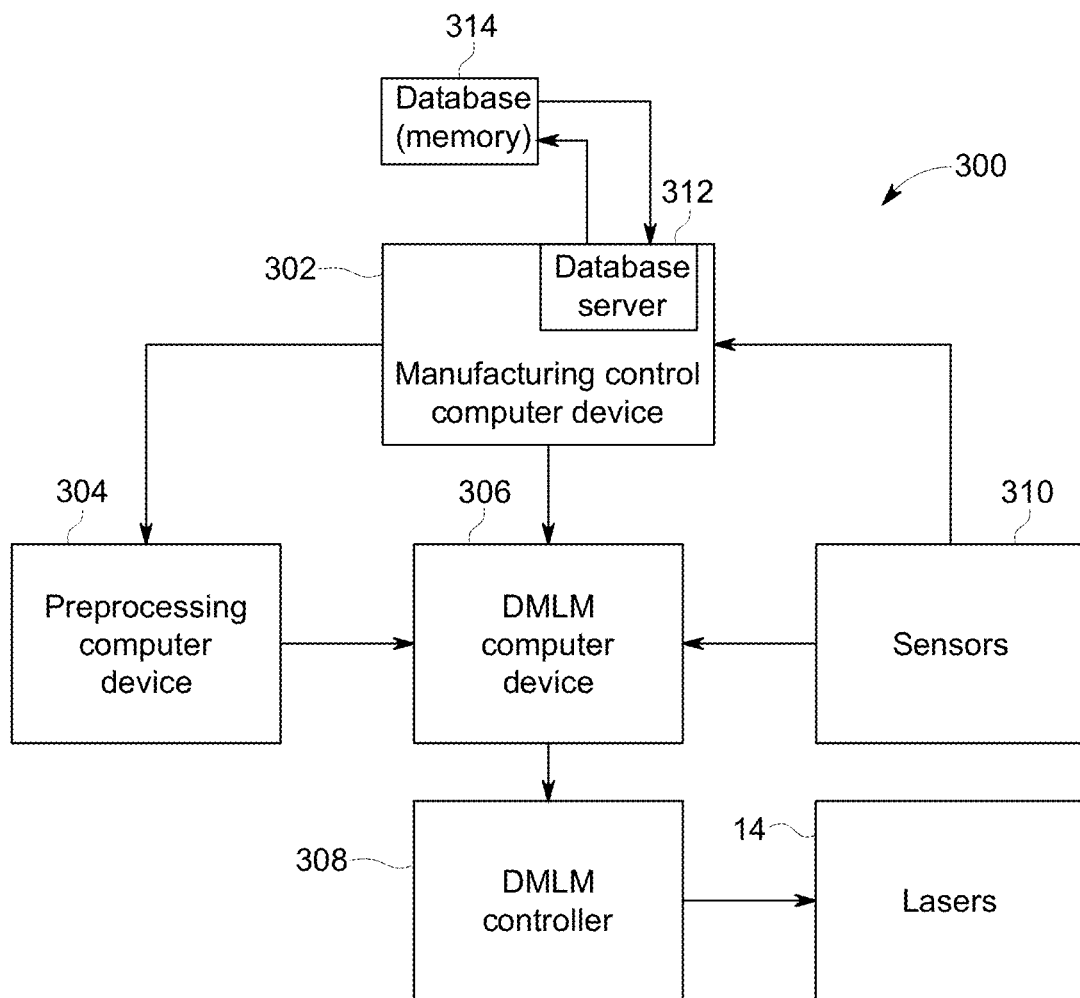 314
Database
(memory)
300
312
302
Database
server
Manufacturing control
computer device
304
306
310
Preprocessing
computer
device
DMLM
computer
device
Sensors
14
308
DMLM
controller
Lasers